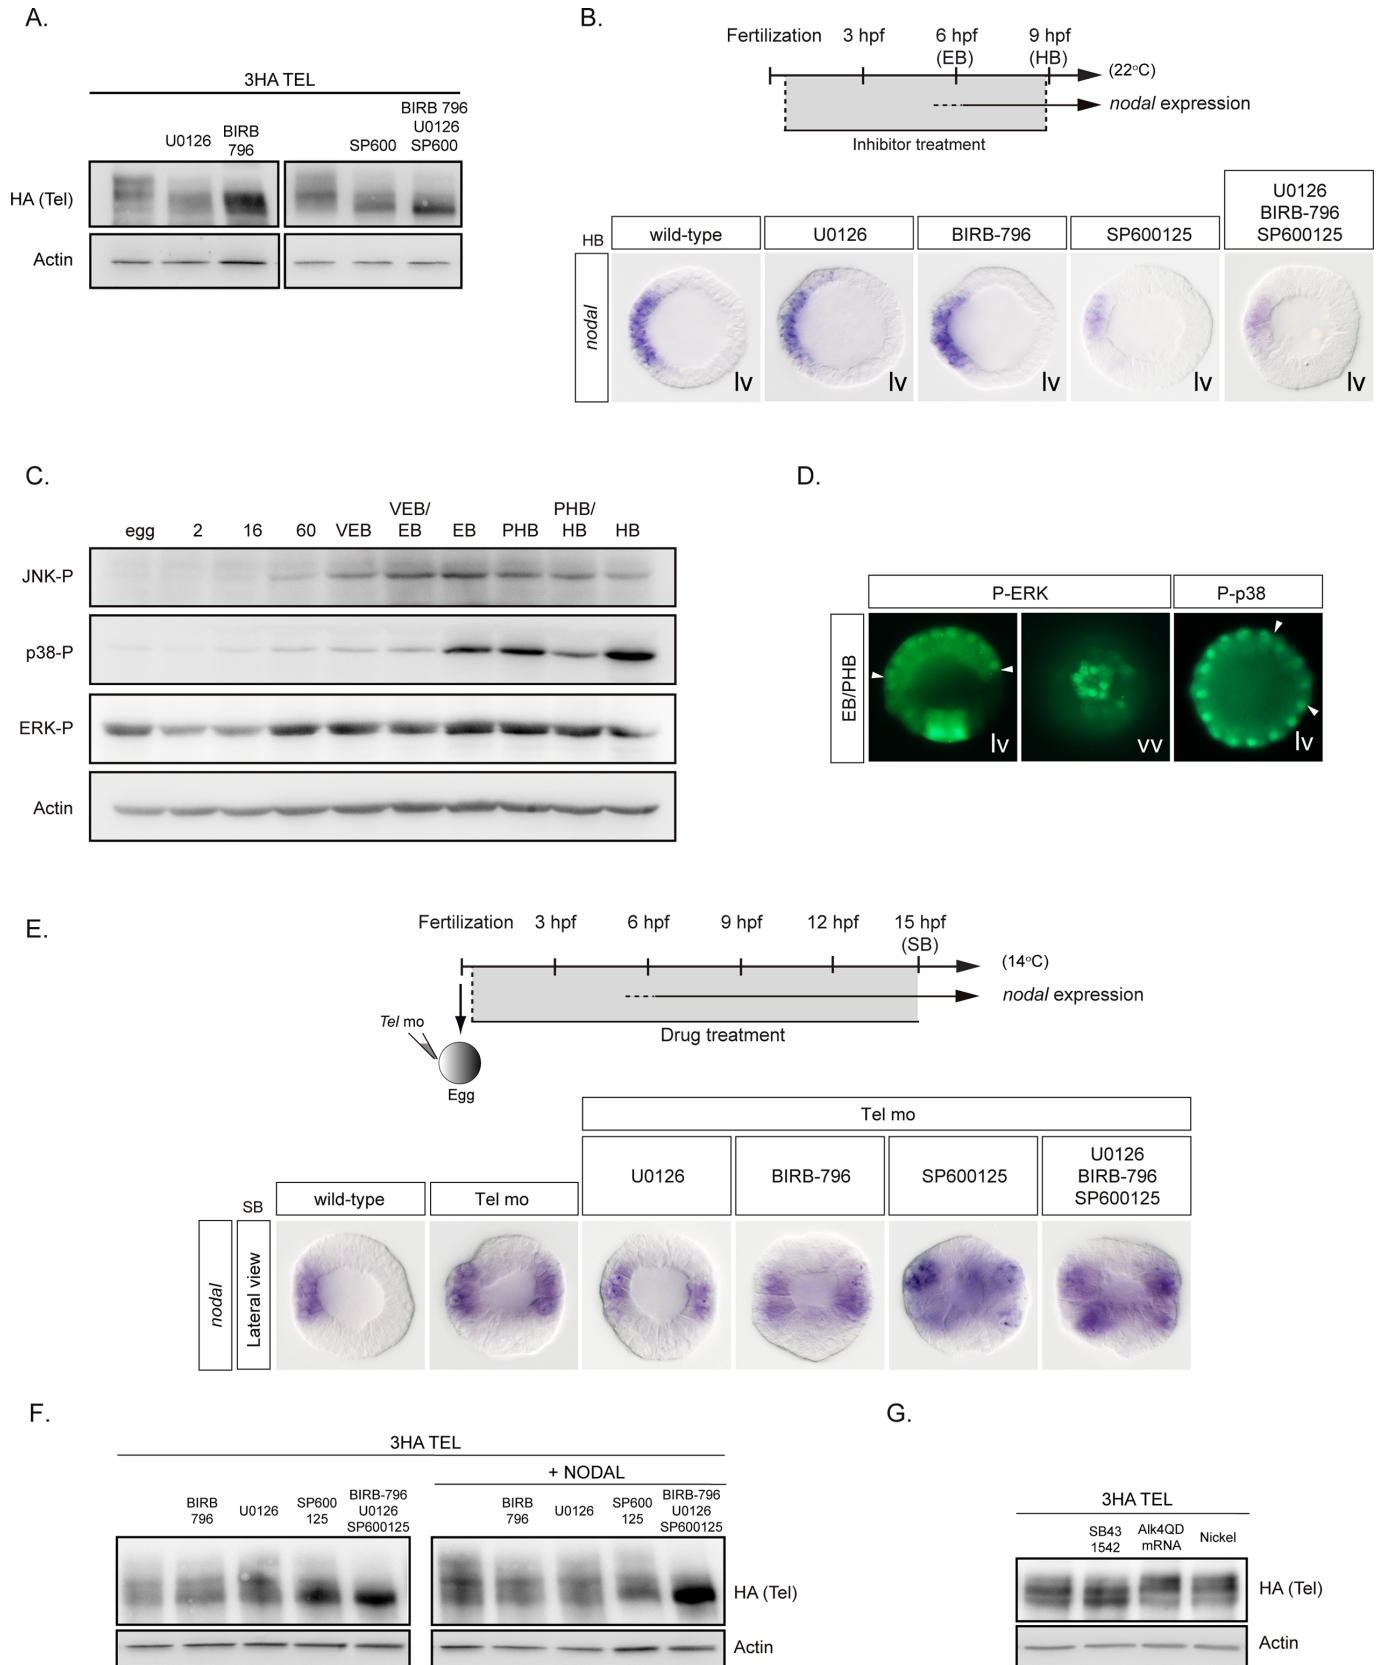 A.
3HA TEL
U0126
BIRB
796
SP600
BIRB 796
U0126
SP600
HA (Tel)
Actin
B.
Fertilization
3 hpf
6 hpf
(EB)
9 hpf
(HB)
(22°C)
nodal expression
Inhibitor treatment
HB
wild-type
U0126
BIRB-796
SP600125
U0126
BIRB-796
SP600125
nodal
lv
lv
lv
lv
lv
C.
egg
2
16
60
VEB
VEB/
EB
EB
PHB
PHB/
HB
HB
JNK-P
p38-P
ERK-P
Actin
D.
P-ERK
P-p38
EB/PHB
lv
vv
lv
E.
Fertilization
3 hpf
6 hpf
9 hpf
12 hpf
15 hpf
(SB)
(14°C)
nodal expression
Drug treatment
Tel mo
Egg
Tel mo
SB
wild-type
Tel mo
U0126
BIRB-796
SP600125
U0126
BIRB-796
SP600125
nodal
Lateral view
F.
3HA TEL
+ NODAL
BIRB
796
U0126
SP600
125
BIRB-796
U0126
SP600125
BIRB
796
U0126
SP600
125
BIRB-796
U0126
SP600125
HA (Tel)
Actin
G.
3HA TEL
SB43
1542
Alk4QD
mRNA
Nickel
HA (Tel)
Actin